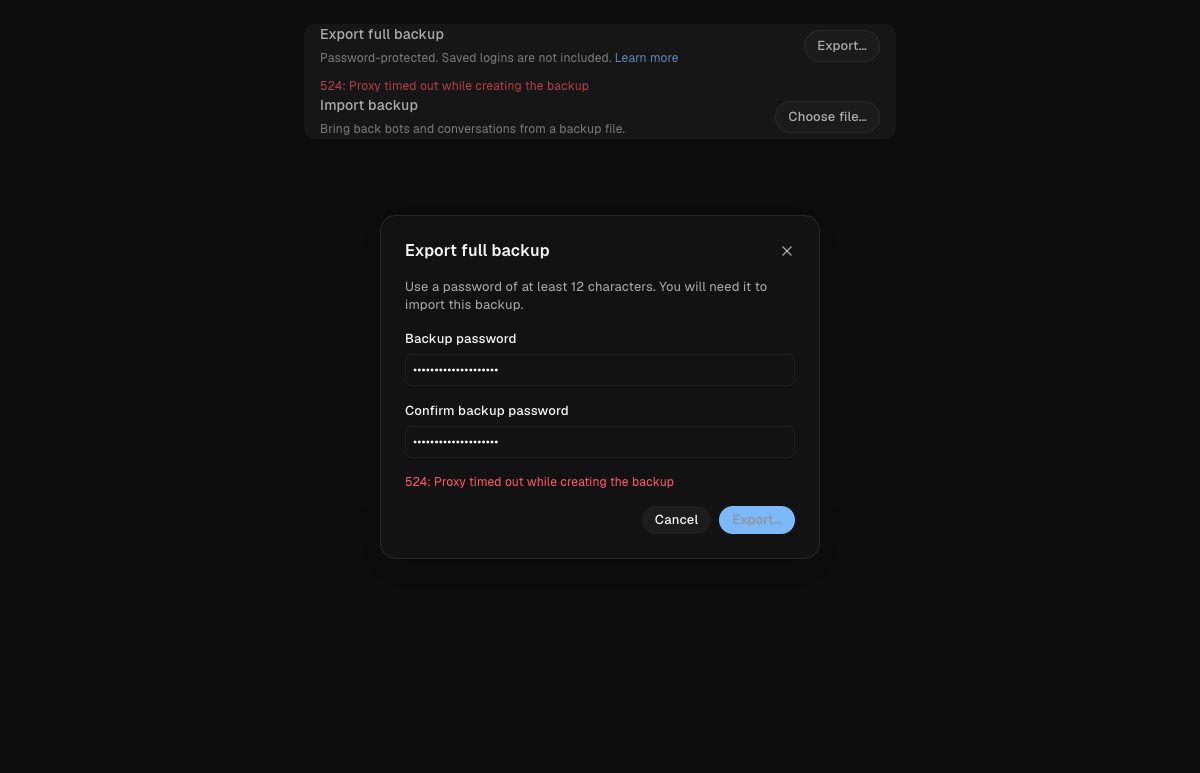 Export full backup
Password-protected. Saved logins are not included. Learn more
Export…
524: Proxy timed out while creating the backup
Import backup
Bring back bots and conversations from a backup file.
Choose file…
Export full backup
Use a password of at least 12 characters. You will need it to
import this backup.
Backup password
••••••••••••••••••••
Confirm backup password
••••••••••••••••••••
524: Proxy timed out while creating the backup
Cancel
Export…